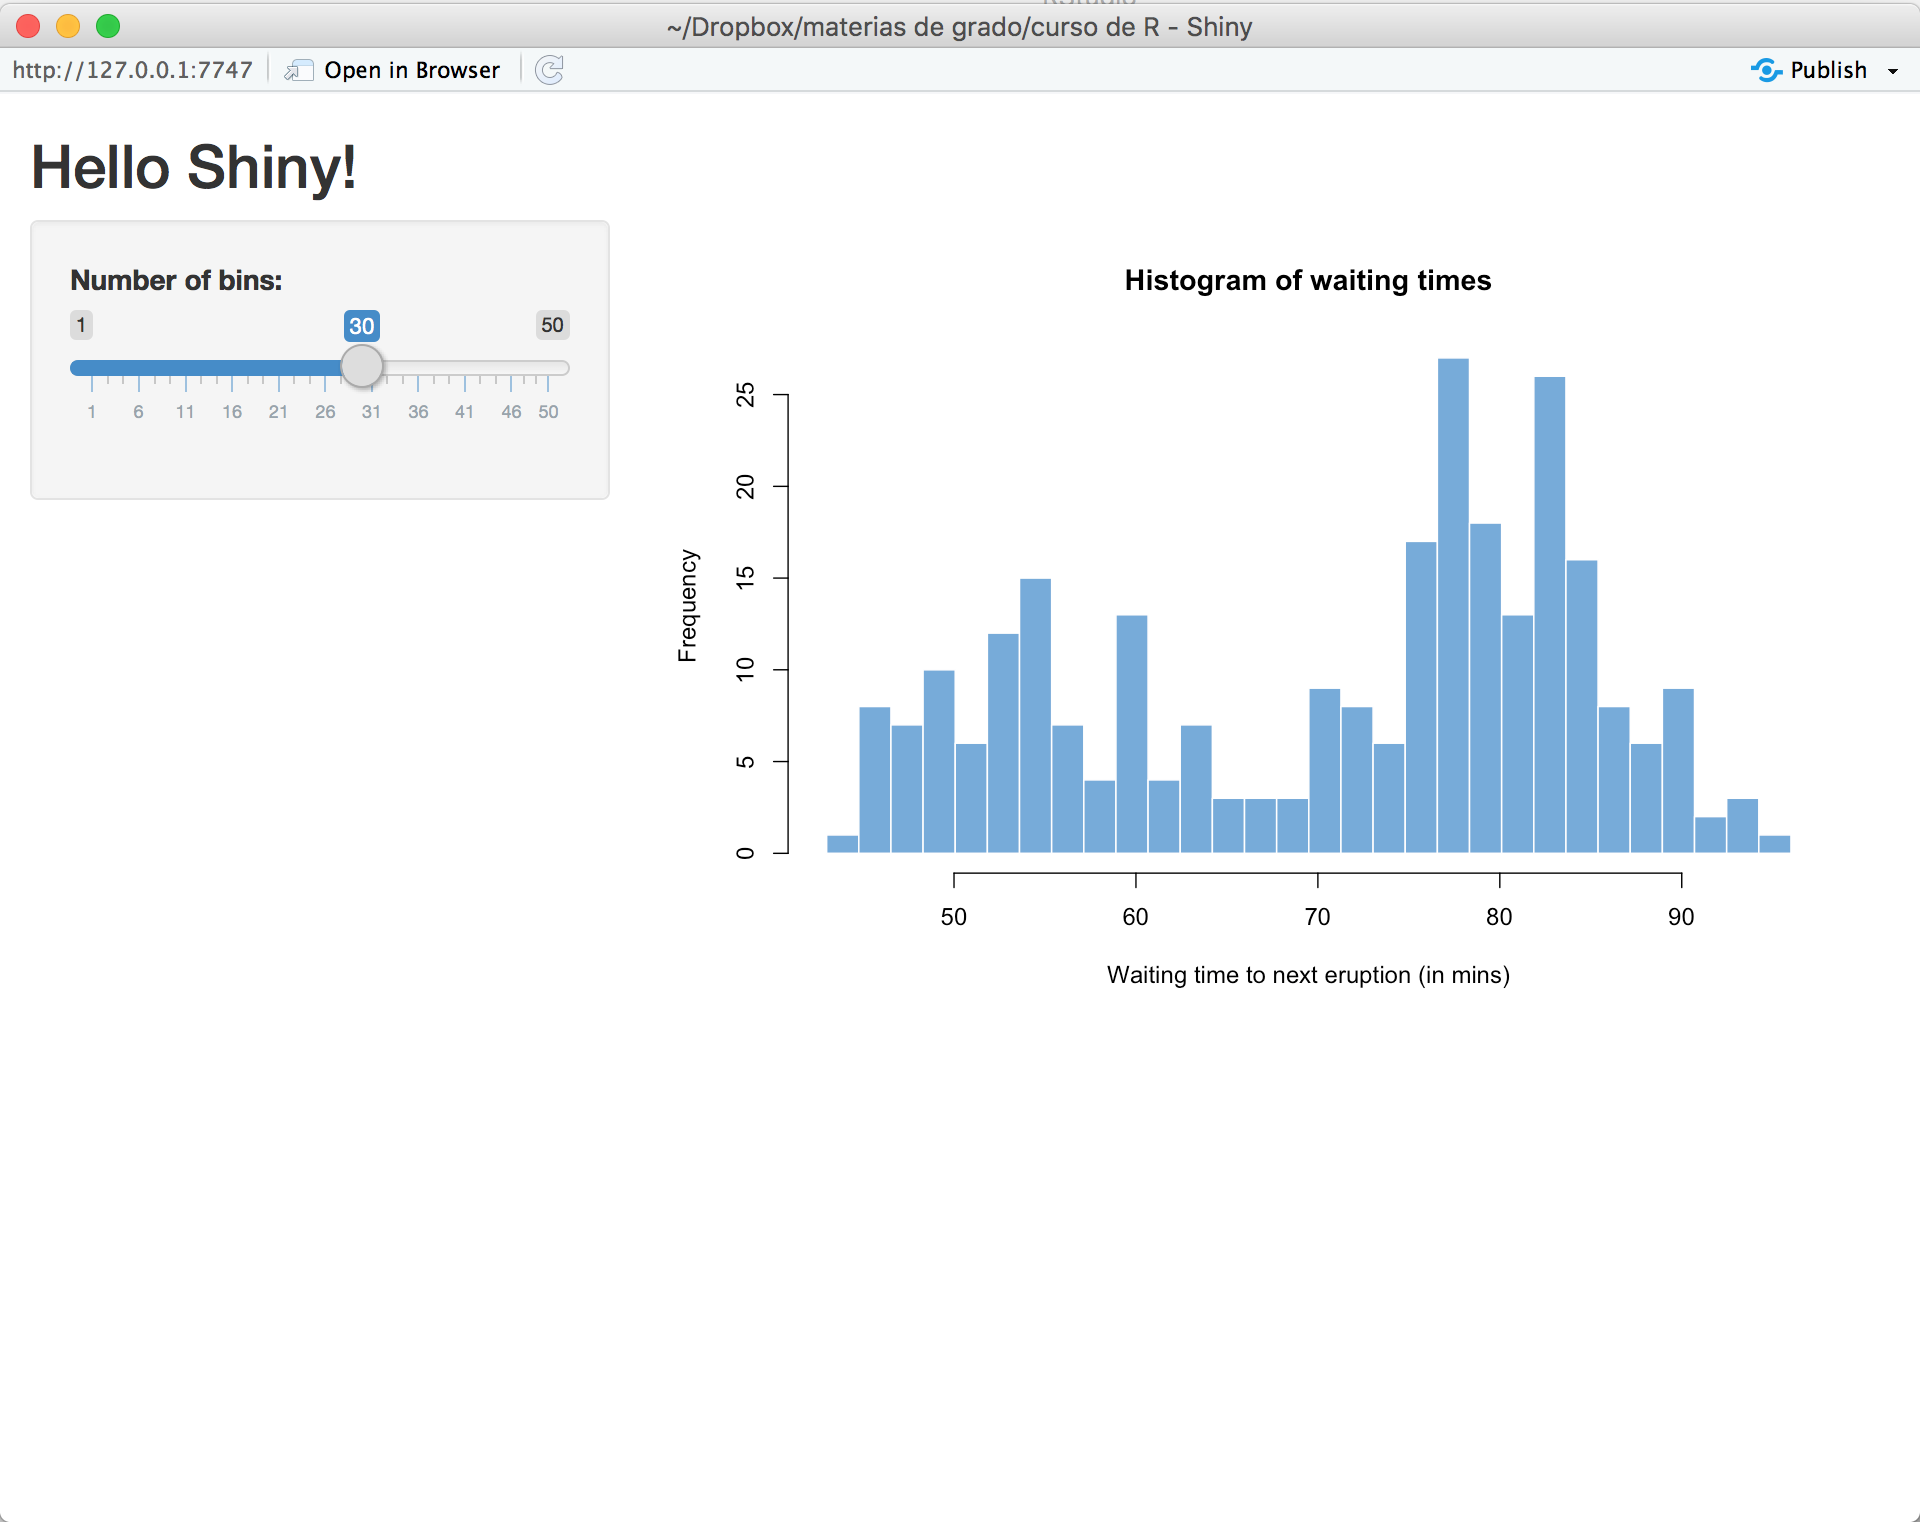 ~/Dropbox/materias de grado/curso de R - Shiny
http://127.0.0.1:7747 Open in Browser Publish
Hello Shiny!
Number of bins:
1 30 50
1 6 11 16 21 26 31 36 41 46 50
Histogram of waiting times
Frequency
25
20
15
10
5
0
50 60 70 80 90
Waiting time to next eruption (in mins)